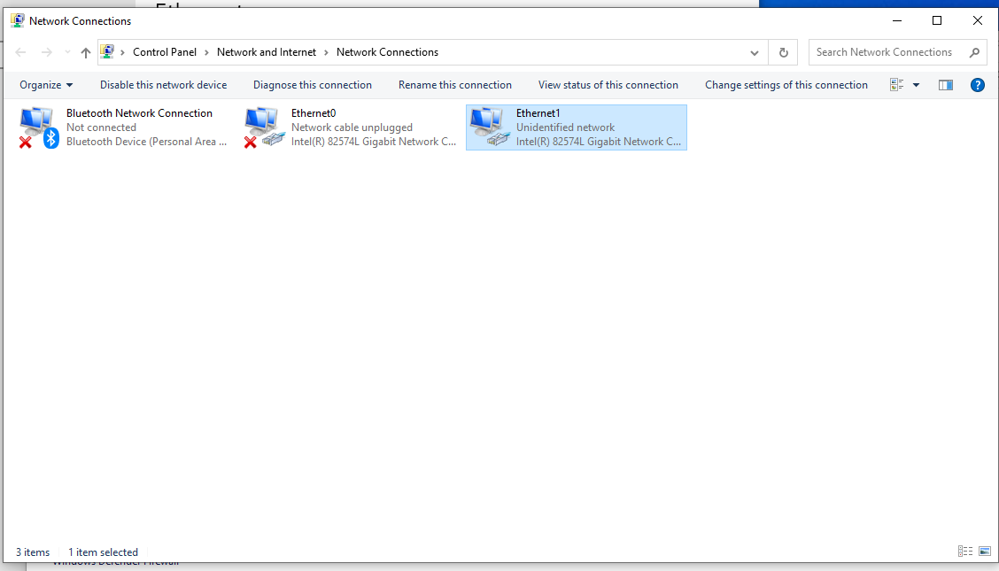 Network Connections
Control Panel > Network and Internet > Network Connections
Search Network Connections
Organize
Disable this network device
Diagnose this connection
Rename this connection
View status of this connection
Change settings of this connection
Bluetooth Network Connection
Not connected
Bluetooth Device (Personal Area ...
Ethernet0
Network cable unplugged
Intel(R) 82574L Gigabit Network C...
Ethernet1
Unidentified network
Intel(R) 82574L Gigabit Network C...
3 items
1 item selected
Windows Defender Firewall